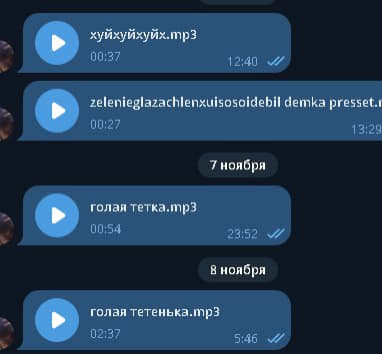 хуйхуйхуйх.mp3
00:37
12:40
zelenieglazachlenxuisosoidebil demka presset.
00:27
13:29
7 ноября
голая тетка.mp3
00:54
23:52
8 ноября
голая тетенька.mp3
02:37
5:46